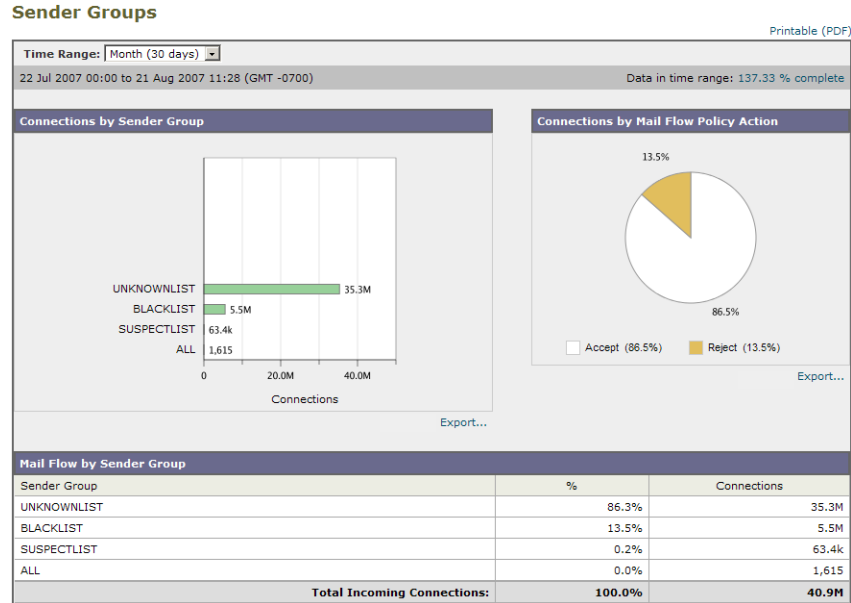 Sender Groups
Printable (PDF)
Time Range: Month (30 days)
22 Jul 2007 00:00 to 21 Aug 2007 11:28 (GMT -0700)
Data in time range: 137.33 % complete
Connections by Sender Group
UNKNOWNLIST 35.3M
BLACKLIST 5.5M
SUSPECTLIST 63.4k
ALL 1,615
0 20.0M 40.0M
Connections
Export...
Connections by Mail Flow Policy Action
13.5%
86.5%
Accept (86.5%) Reject (13.5%)
Export...
Mail Flow by Sender Group
Sender Group % Connections
UNKNOWNLIST 86.3% 35.3M
BLACKLIST 13.5% 5.5M
SUSPECTLIST 0.2% 63.4k
ALL 0.0% 1,615
Total Incoming Connections: 100.0% 40.9M